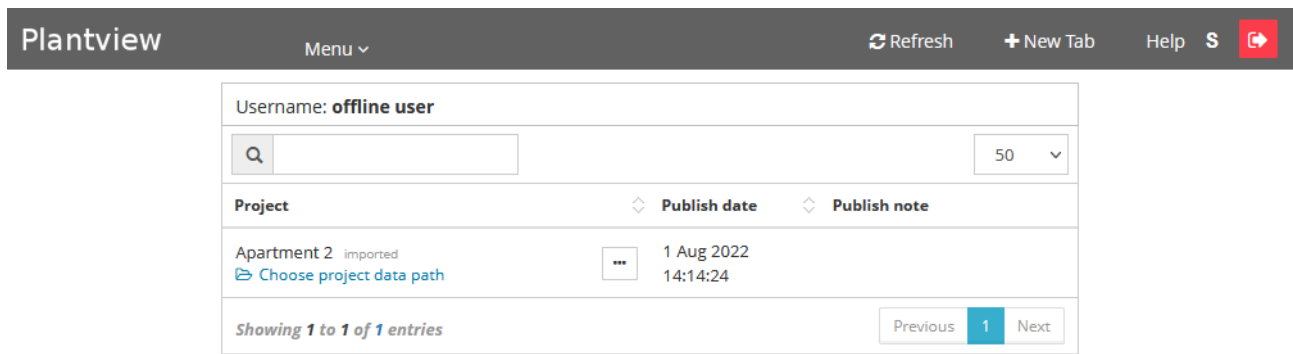 Plantview Menu Refresh New Tab Help S
Username: offline user
50
Project Publish date Publish note
Apartment 2 imported ... 1 Aug 2022
Choose project data path 14:14:24
Showing 1 to 1 of 1 entries Previous 1 Next